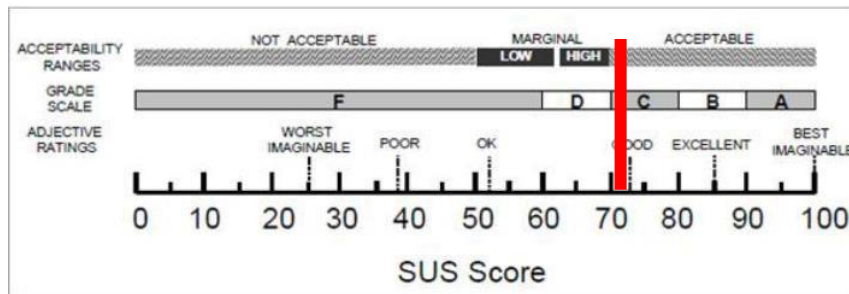 NOT ACCEPTABLE MARGINAL ACCEPTABLE
ACCEPTABILITY RANGES
LOW HIGH
GRADE SCALE
F D C B A
ADJECTIVE RATINGS
WORST IMAGINABLE POOR OK EXCELLENT BEST IMAGINABLE
0 10 20 30 40 50 60 70 80 90 100
SUS Score